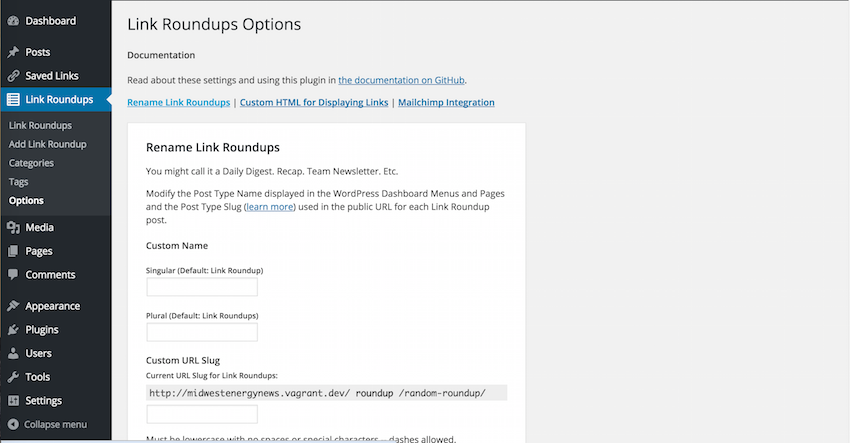 Dashboard
Posts
Saved Links
Link Roundups
Link Roundups
Add Link Roundup
Categories
Tags
Options
Media
Pages
Comments
Appearance
Plugins
Users
Tools
Settings
Collapse menu
Link Roundups Options
Documentation
Read about these settings and using this plugin in the documentation on GitHub.
Rename Link Roundups | Custom HTML for Displaying Links | Mailchimp Integration
Rename Link Roundups
You might call it a Daily Digest. Recap. Team Newsletter. Etc.
Modify the Post Type Name displayed in the WordPress Dashboard Menus and Pages
and the Post Type Slug (learn more) used in the public URL for each Link Roundup
post.
Custom Name
Singular (Default: Link Roundup)
Plural (Default: Link Roundups)
Custom URL Slug
Current URL Slug for Link Roundups:
http://midwestenergynews.vagrant.dev/ roundup /random-roundup/
Must be lowercase with no spaces or special characters -- dashes allowed.